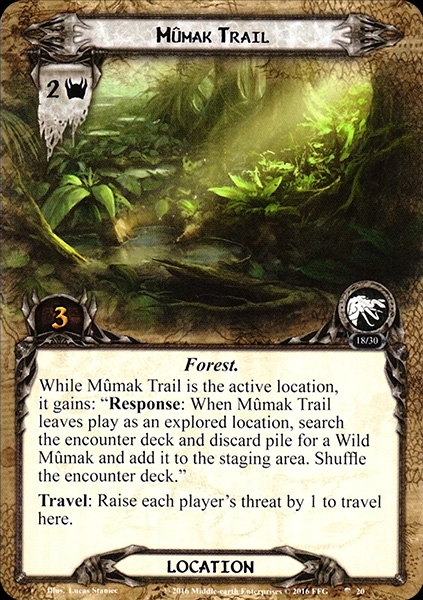 Mûmak Trail
2
3
18/30
Forest.
While Mûmak Trail is the active location,
it gains: “Response: When Mûmak Trail
leaves play as an explored location, search
the encounter deck and discard pile for a Wild
Mûmak and add it to the staging area. Shuffle
the encounter deck.”
Travel: Raise each player’s threat by 1 to travel
here.
LOCATION
Illus. Lucas Staniec © 2016 Middle-earth Enterprises © 2016 FFG 20